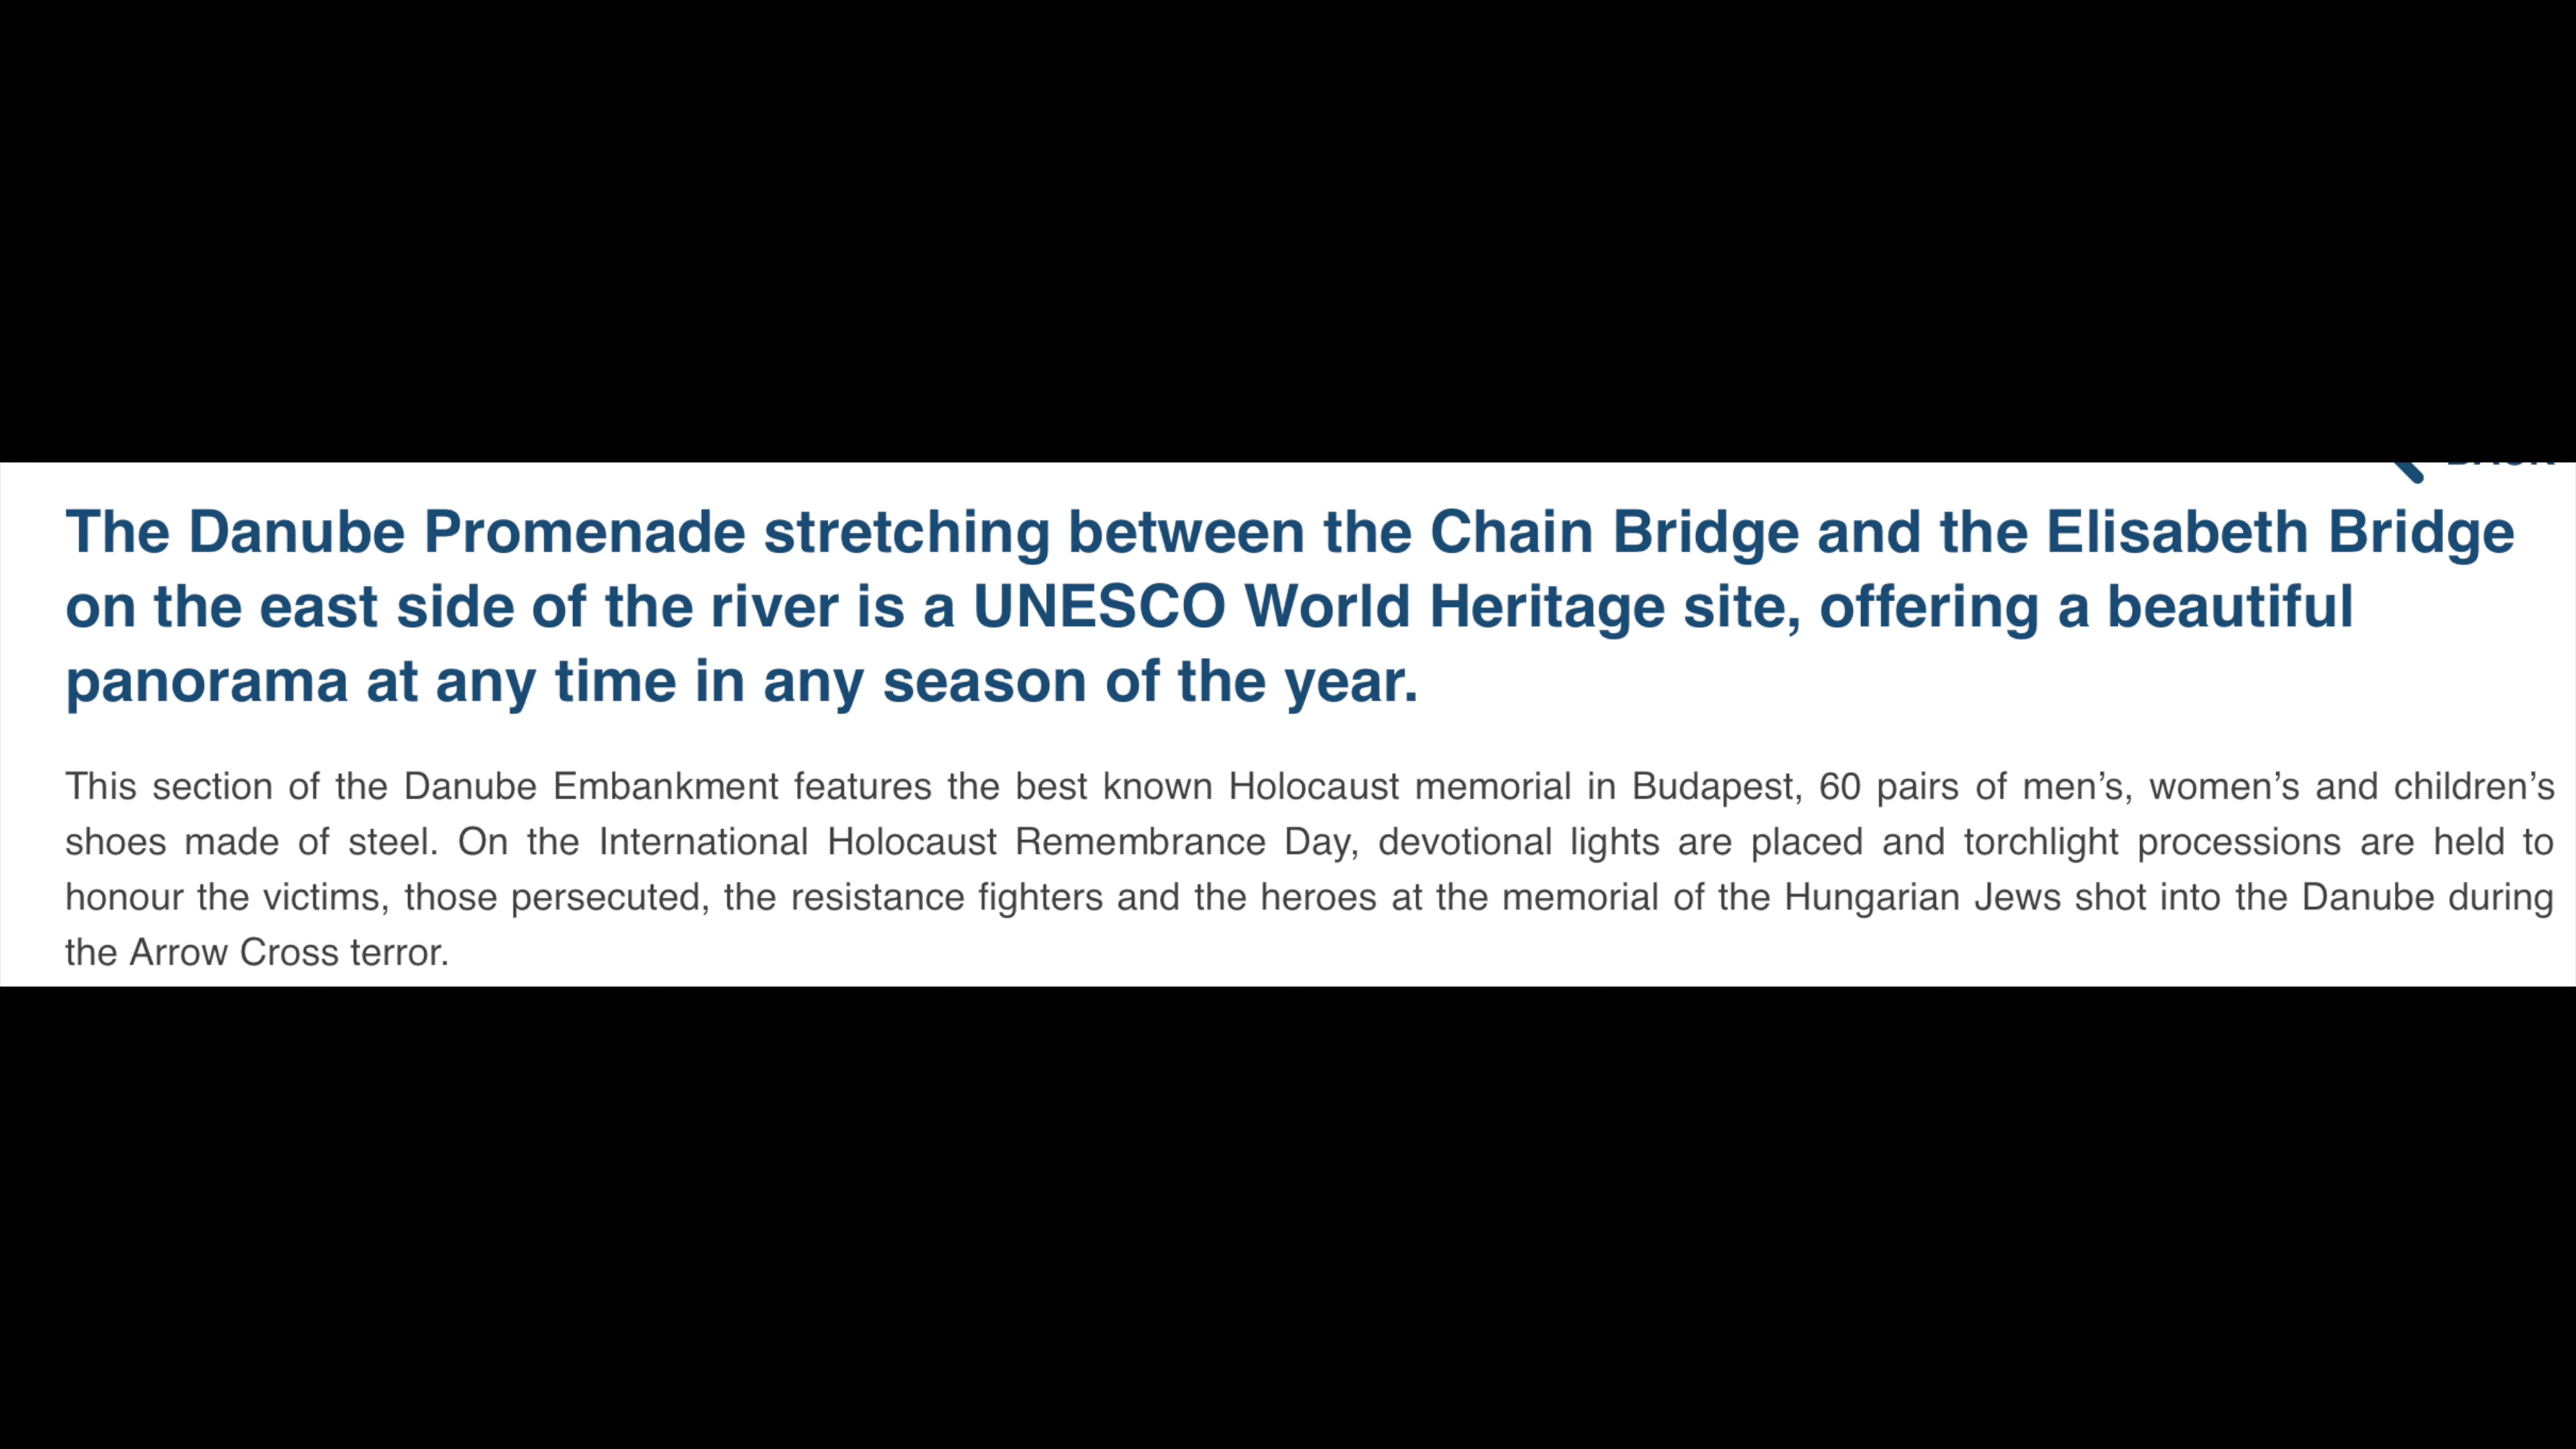 The Danube Promenade stretching between the Chain Bridge and the Elisabeth Bridge
on the east side of the river is a UNESCO World Heritage site, offering a beautiful
panorama at any time in any season of the year.
This section of the Danube Embankment features the best known Holocaust memorial in Budapest, 60 pairs of men’s, women’s and children’s
shoes made of steel. On the International Holocaust Remembrance Day, devotional lights are placed and torchlight processions are held to
honour the victims, those persecuted, the resistance fighters and the heroes at the memorial of the Hungarian Jews shot into the Danube during
the Arrow Cross terror.